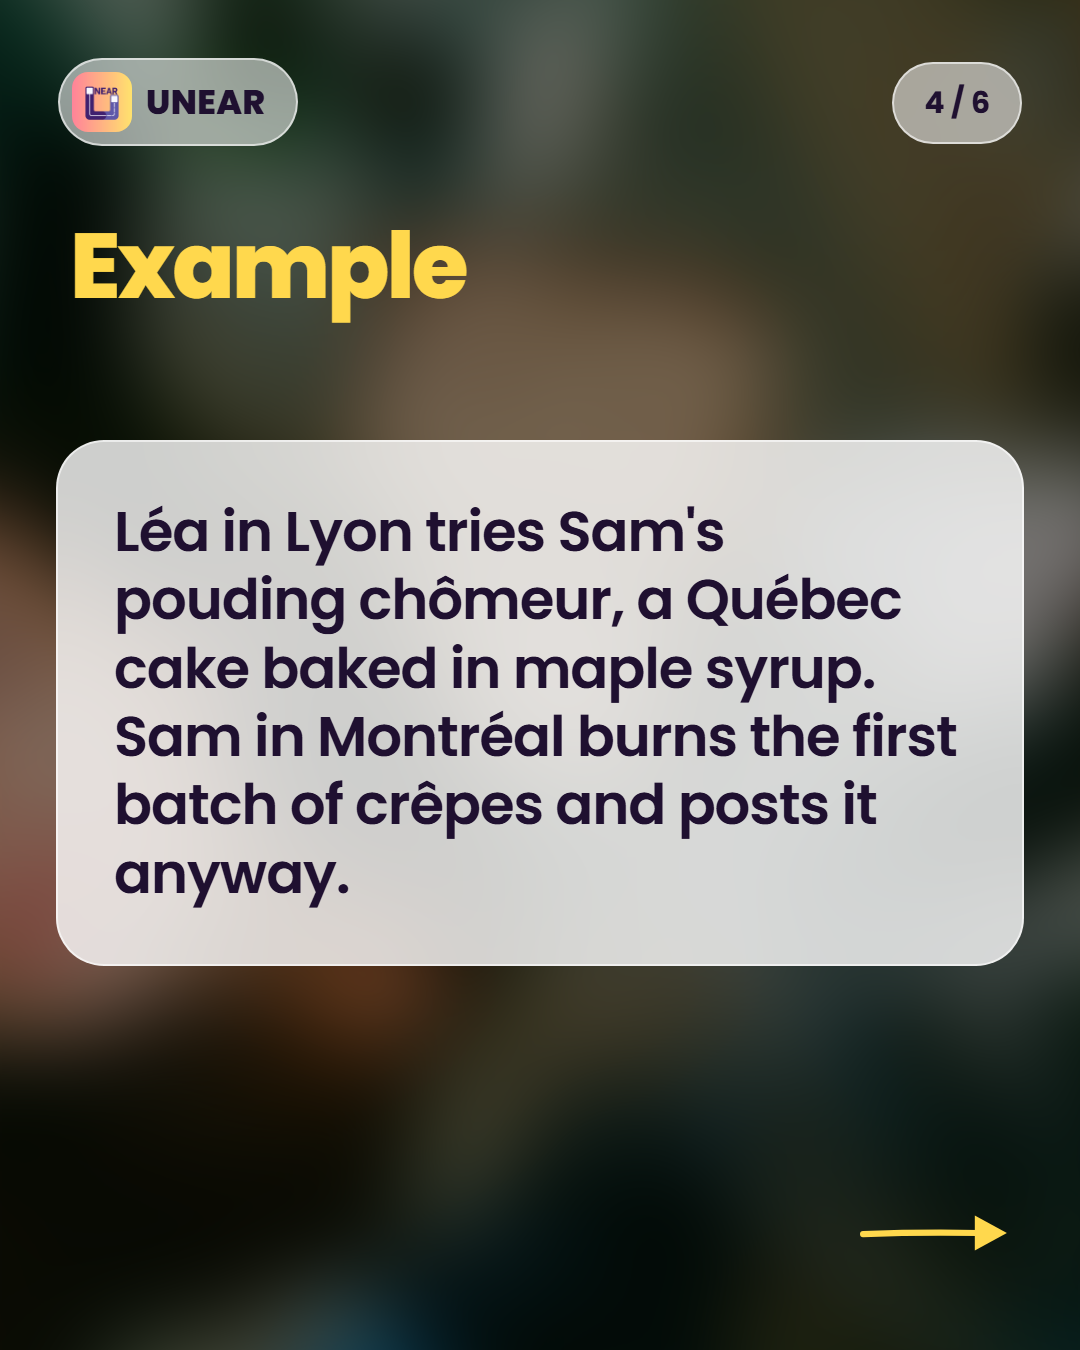 UNEAR
UNEAR
4 / 6
Example
Léa in Lyon tries Sam's
pouding chômeur, a Québec
cake baked in maple syrup.
Sam in Montréal burns the first
batch of crêpes and posts it
anyway.